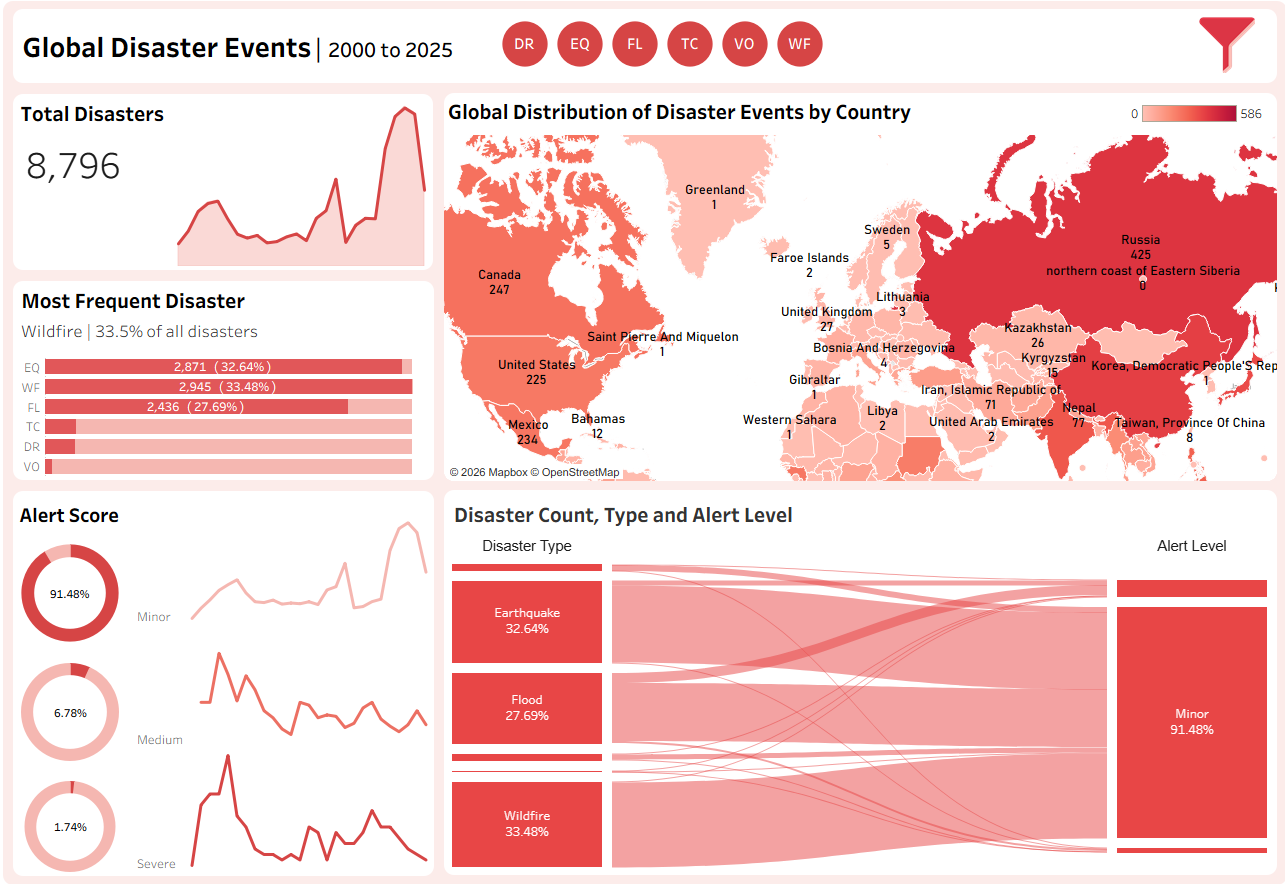 Global Disaster Events | 2000 to 2025
DR
EQ
FL
TC
VO
WF
Total Disasters
8,796
Most Frequent Disaster
Wildfire | 33.5% of all disasters
EQ
2,871 (32.64%)
WF
2,945 (33.48%)
FL
2,436 (27.69%)
TC
DR
VO
Global Distribution of Disaster Events by Country
0
586
Greenland
1
Sweden
5
Russia
425
Faroe Islands
2
northern coast of Eastern Siberia
0
Canada
247
Lithuania
3
United Kingdom
27
Kazakhstan
26
Saint Pierre And Miquelon
1
Bosnia And Herzegovina
4
Kyrgyzstan
15
United States
225
Korea, Democratic People'S Rep
1
Gibraltar
1
Iran, Islamic Republic of
71
Nepal
77
Mexico
234
Bahamas
12
Western Sahara
1
Libya
2
United Arab Emirates
2
Taiwan, Province Of China
8
© 2026 Mapbox © OpenStreetMap
Alert Score
91.48%
Minor
6.78%
Medium
1.74%
Severe
Disaster Count, Type and Alert Level
Disaster Type
Alert Level
Earthquake
32.64%
Flood
27.69%
Wildfire
33.48%
Minor
91.48%